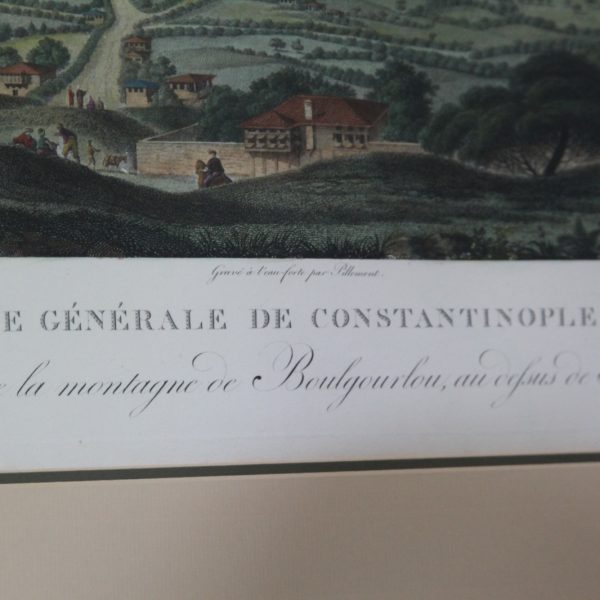 Gravé à l'eau-forte par Pillement.
E GÉNÉRALE DE CONSTANTINOPLE
la montagne de Boulgourlou, au dessus de